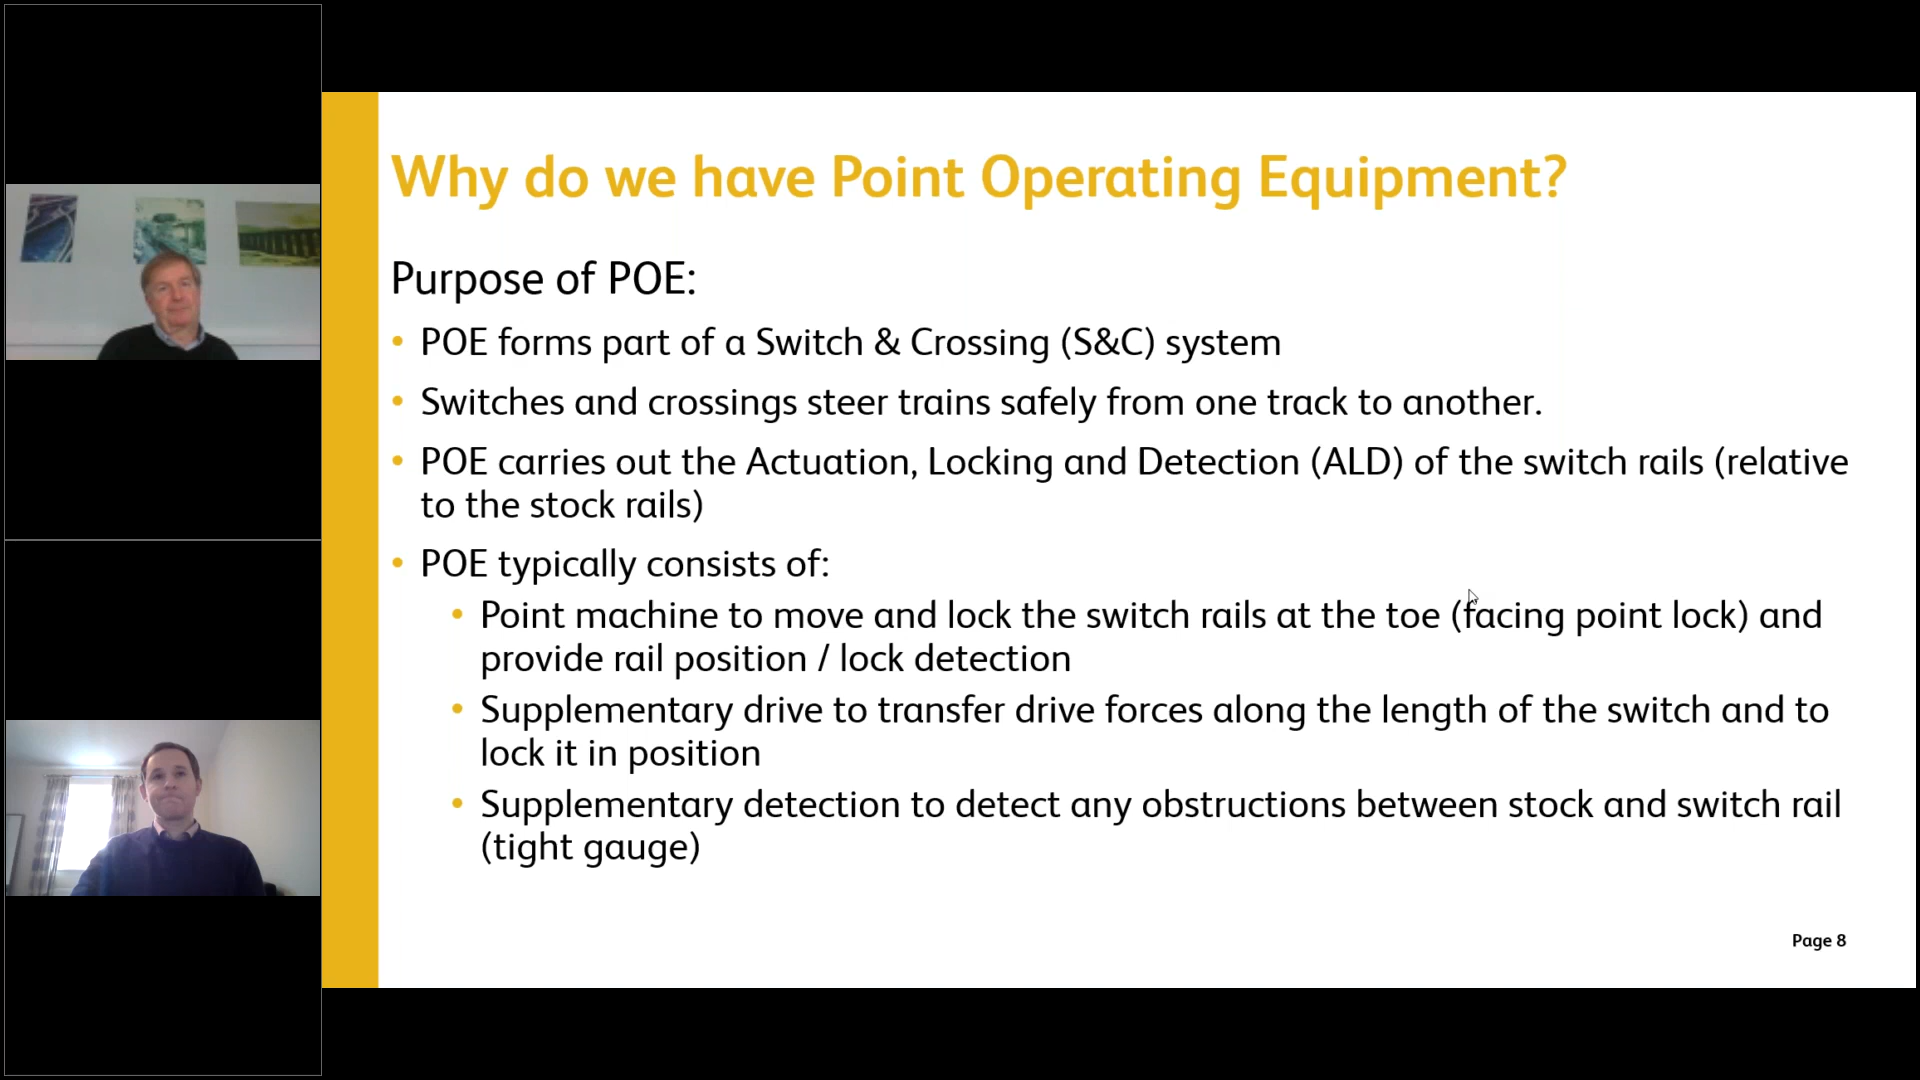 Why do we have Point Operating Equipment?
Purpose of POE:
• POE forms part of a Switch & Crossing (S&C) system
• Switches and crossings steer trains safely from one track to another.
• POE carries out the Actuation, Locking and Detection (ALD) of the switch rails (relative
to the stock rails)
• POE typically consists of:
• Point machine to move and lock the switch rails at the toe (facing point lock) and
provide rail position / lock detection
• Supplementary drive to transfer drive forces along the length of the switch and to
lock it in position
• Supplementary detection to detect any obstructions between stock and switch rail
(tight gauge)
Page 8